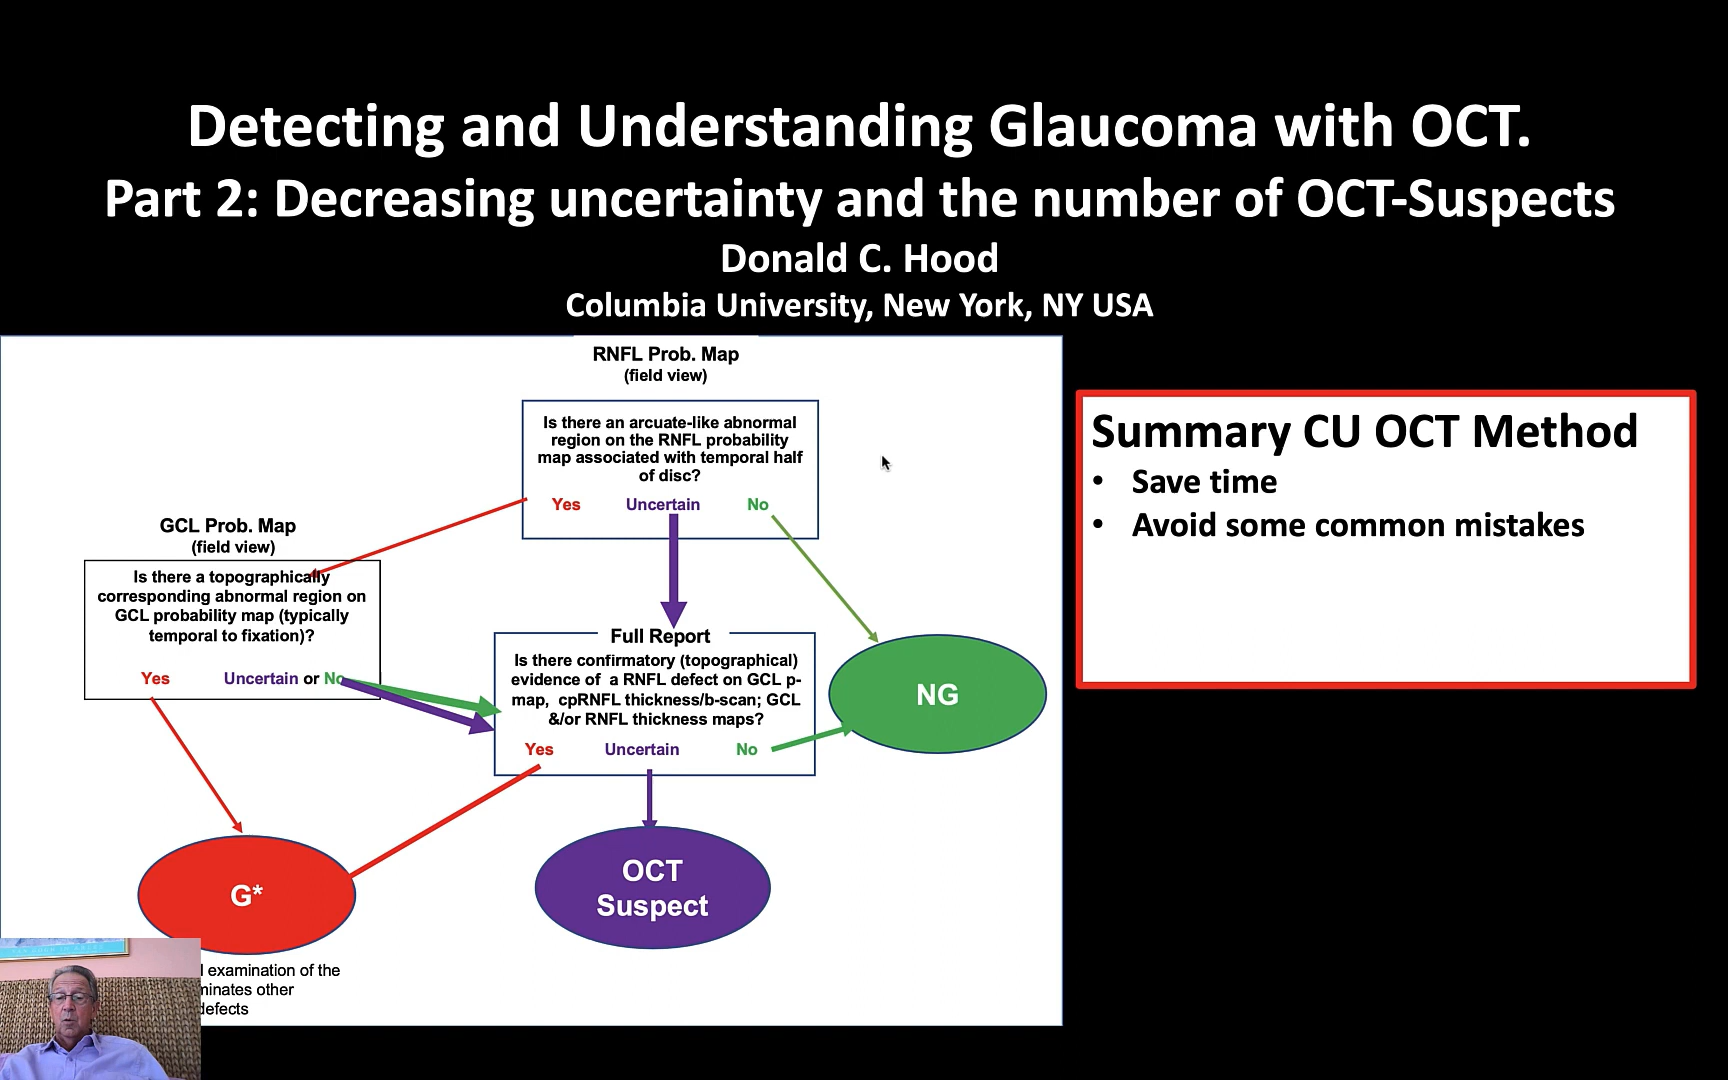 Detecting and Understanding Glaucoma with OCT.
Part 2: Decreasing uncertainty and the number of OCT-Suspects
Donald C. Hood
Columbia University, New York, NY USA
RNFL Prob. Map
(field view)
Is there an arcuate-like abnormal
region on the RNFL probability
map associated with temporal half
of disc?
Yes Uncertain No
GCL Prob. Map
(field view)
Is there a topographically
corresponding abnormal region on
GCL probability map (typically
temporal to fixation)?
Yes Uncertain or No
Full Report
Is there confirmatory (topographical)
evidence of a RNFL defect on GCL p-
map, cpRNFL thickness/b-scan; GCL
&/or RNFL thickness maps?
Yes Uncertain No
NG
G*
OCT
Suspect
examination of the
other
defects
Summary CU OCT Method
• Save time
• Avoid some common mistakes